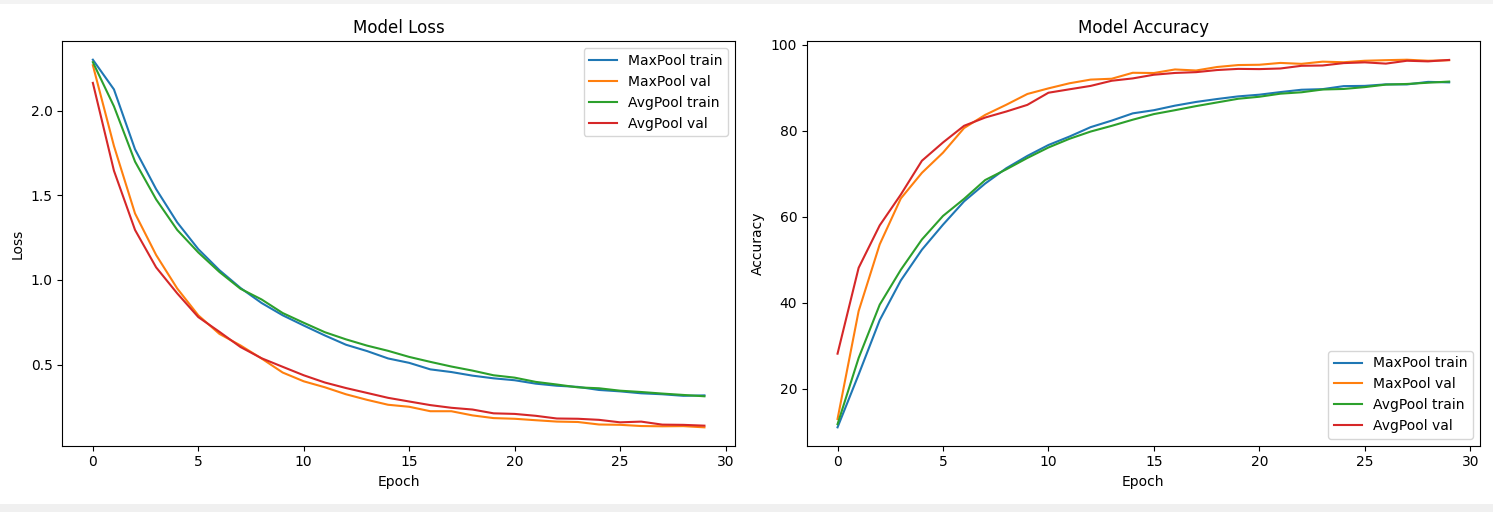 Model Loss
MaxPool train
MaxPool val
AvgPool train
AvgPool val
2.0
1.5
1.0
0.5
Loss
0 5 10 15 20 25 30
Epoch
Model Accuracy
100
80
60
40
20
Accuracy
MaxPool train
MaxPool val
AvgPool train
AvgPool val
0 5 10 15 20 25 30
Epoch